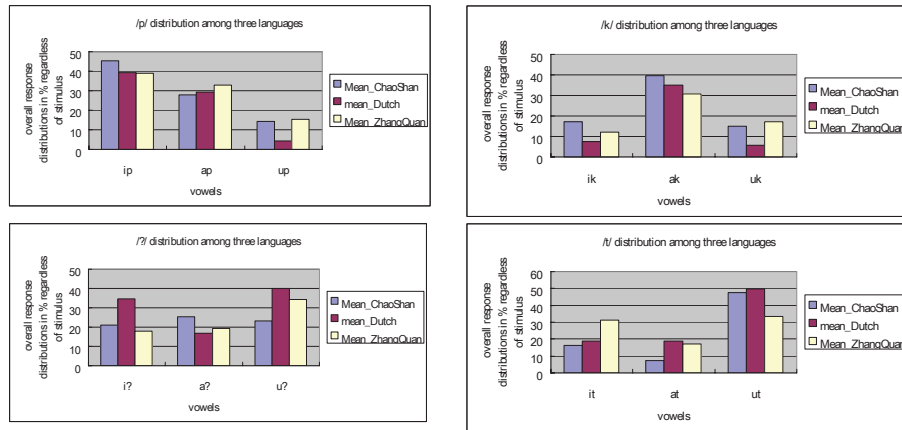 /p/ distribution among three languages
overall response
distributions in % regardless
of stimulus
50
40
30
20
10
0
ip ap up
vowels
Mean_ChaoShan
mean_Dutch
Mean_ZhangQuan
/k/ distribution among three languages
overall response
distributions in % regardless
of stimulus
50
40
30
20
10
0
ik ak uk
vowels
Mean_ChaoShan
mean_Dutch
Mean_ZhangQuan
/?/ distribution among three languages
overall response
distributions in % regardless
of stimulus
50
40
30
20
10
0
i? a? u?
vowels
Mean_ChaoShan
mean_Dutch
Mean_ZhangQuan
/t/ distribution among three languages
overall response
distributions in % regardless
of stimulus
60
50
40
30
20
10
0
it at ut
vowels
Mean_ChaoShan
mean_Dutch
Mean_ZhangQuan